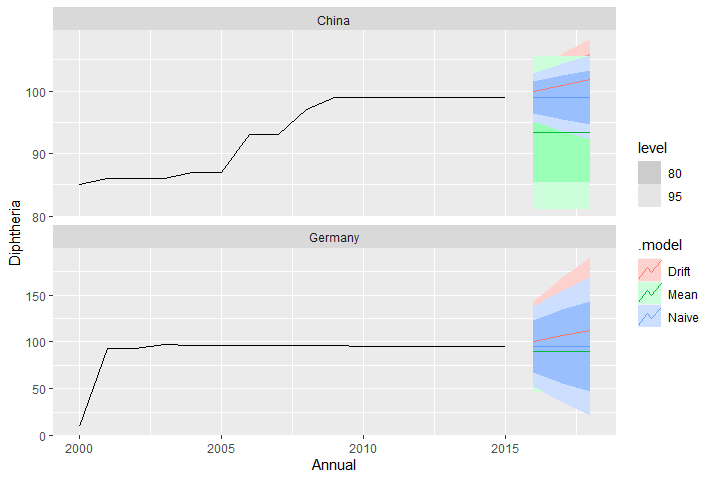 China
100
90
80
Diphtheria
Germany
150
100
50
0
2000
2005
2010
2015
Annual
level
80
95
.model
Drift
Mean
Naive